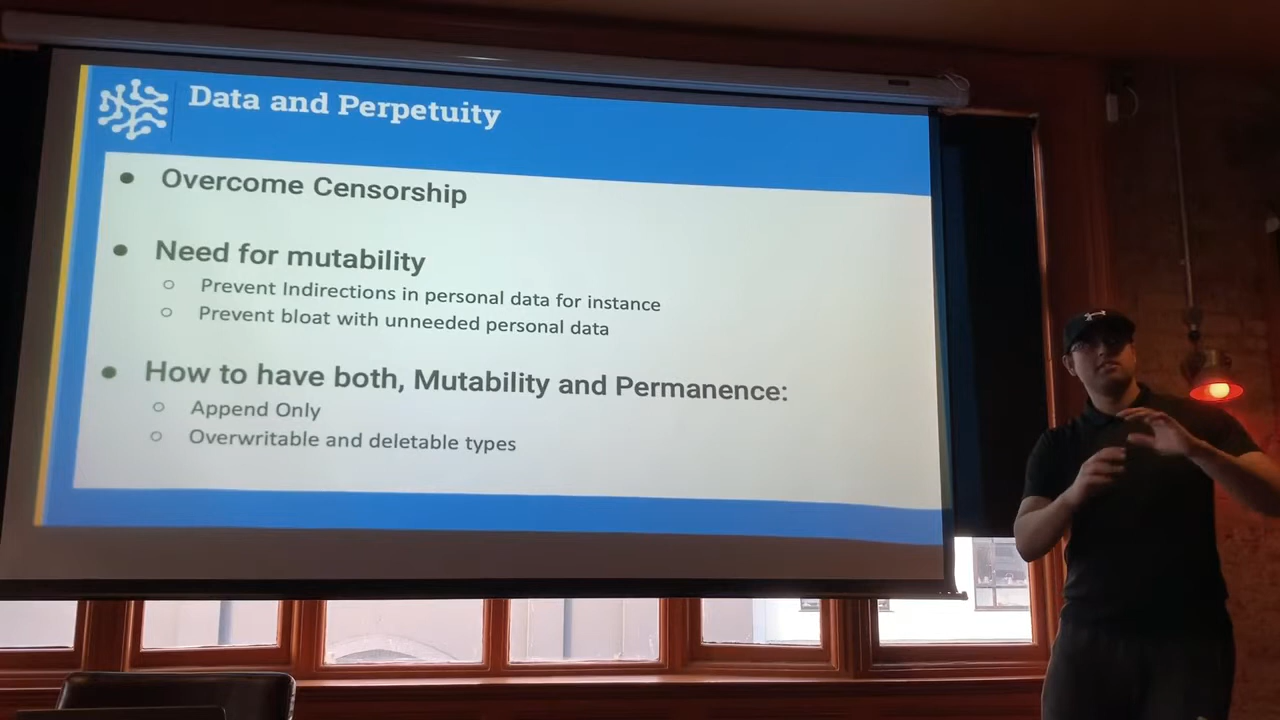 Data and Perpetuity
Overcome Censorship
Need for mutability
Prevent Indirections in personal data for instance
Prevent bloat with unneeded personal data
How to have both, Mutability and Permanence:
Append Only
Overwritable and deletable types